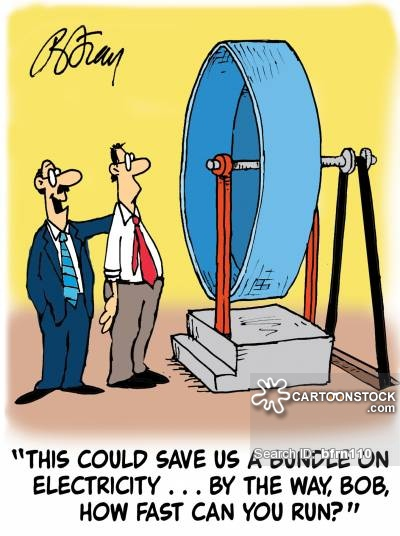 B Fray
CARTOONSTOCK
.com
Search ID: bfrn110
"THIS COULD SAVE US A BUNDLE ON
ELECTRICITY . . . BY THE WAY, BOB,
HOW FAST CAN YOU RUN?"